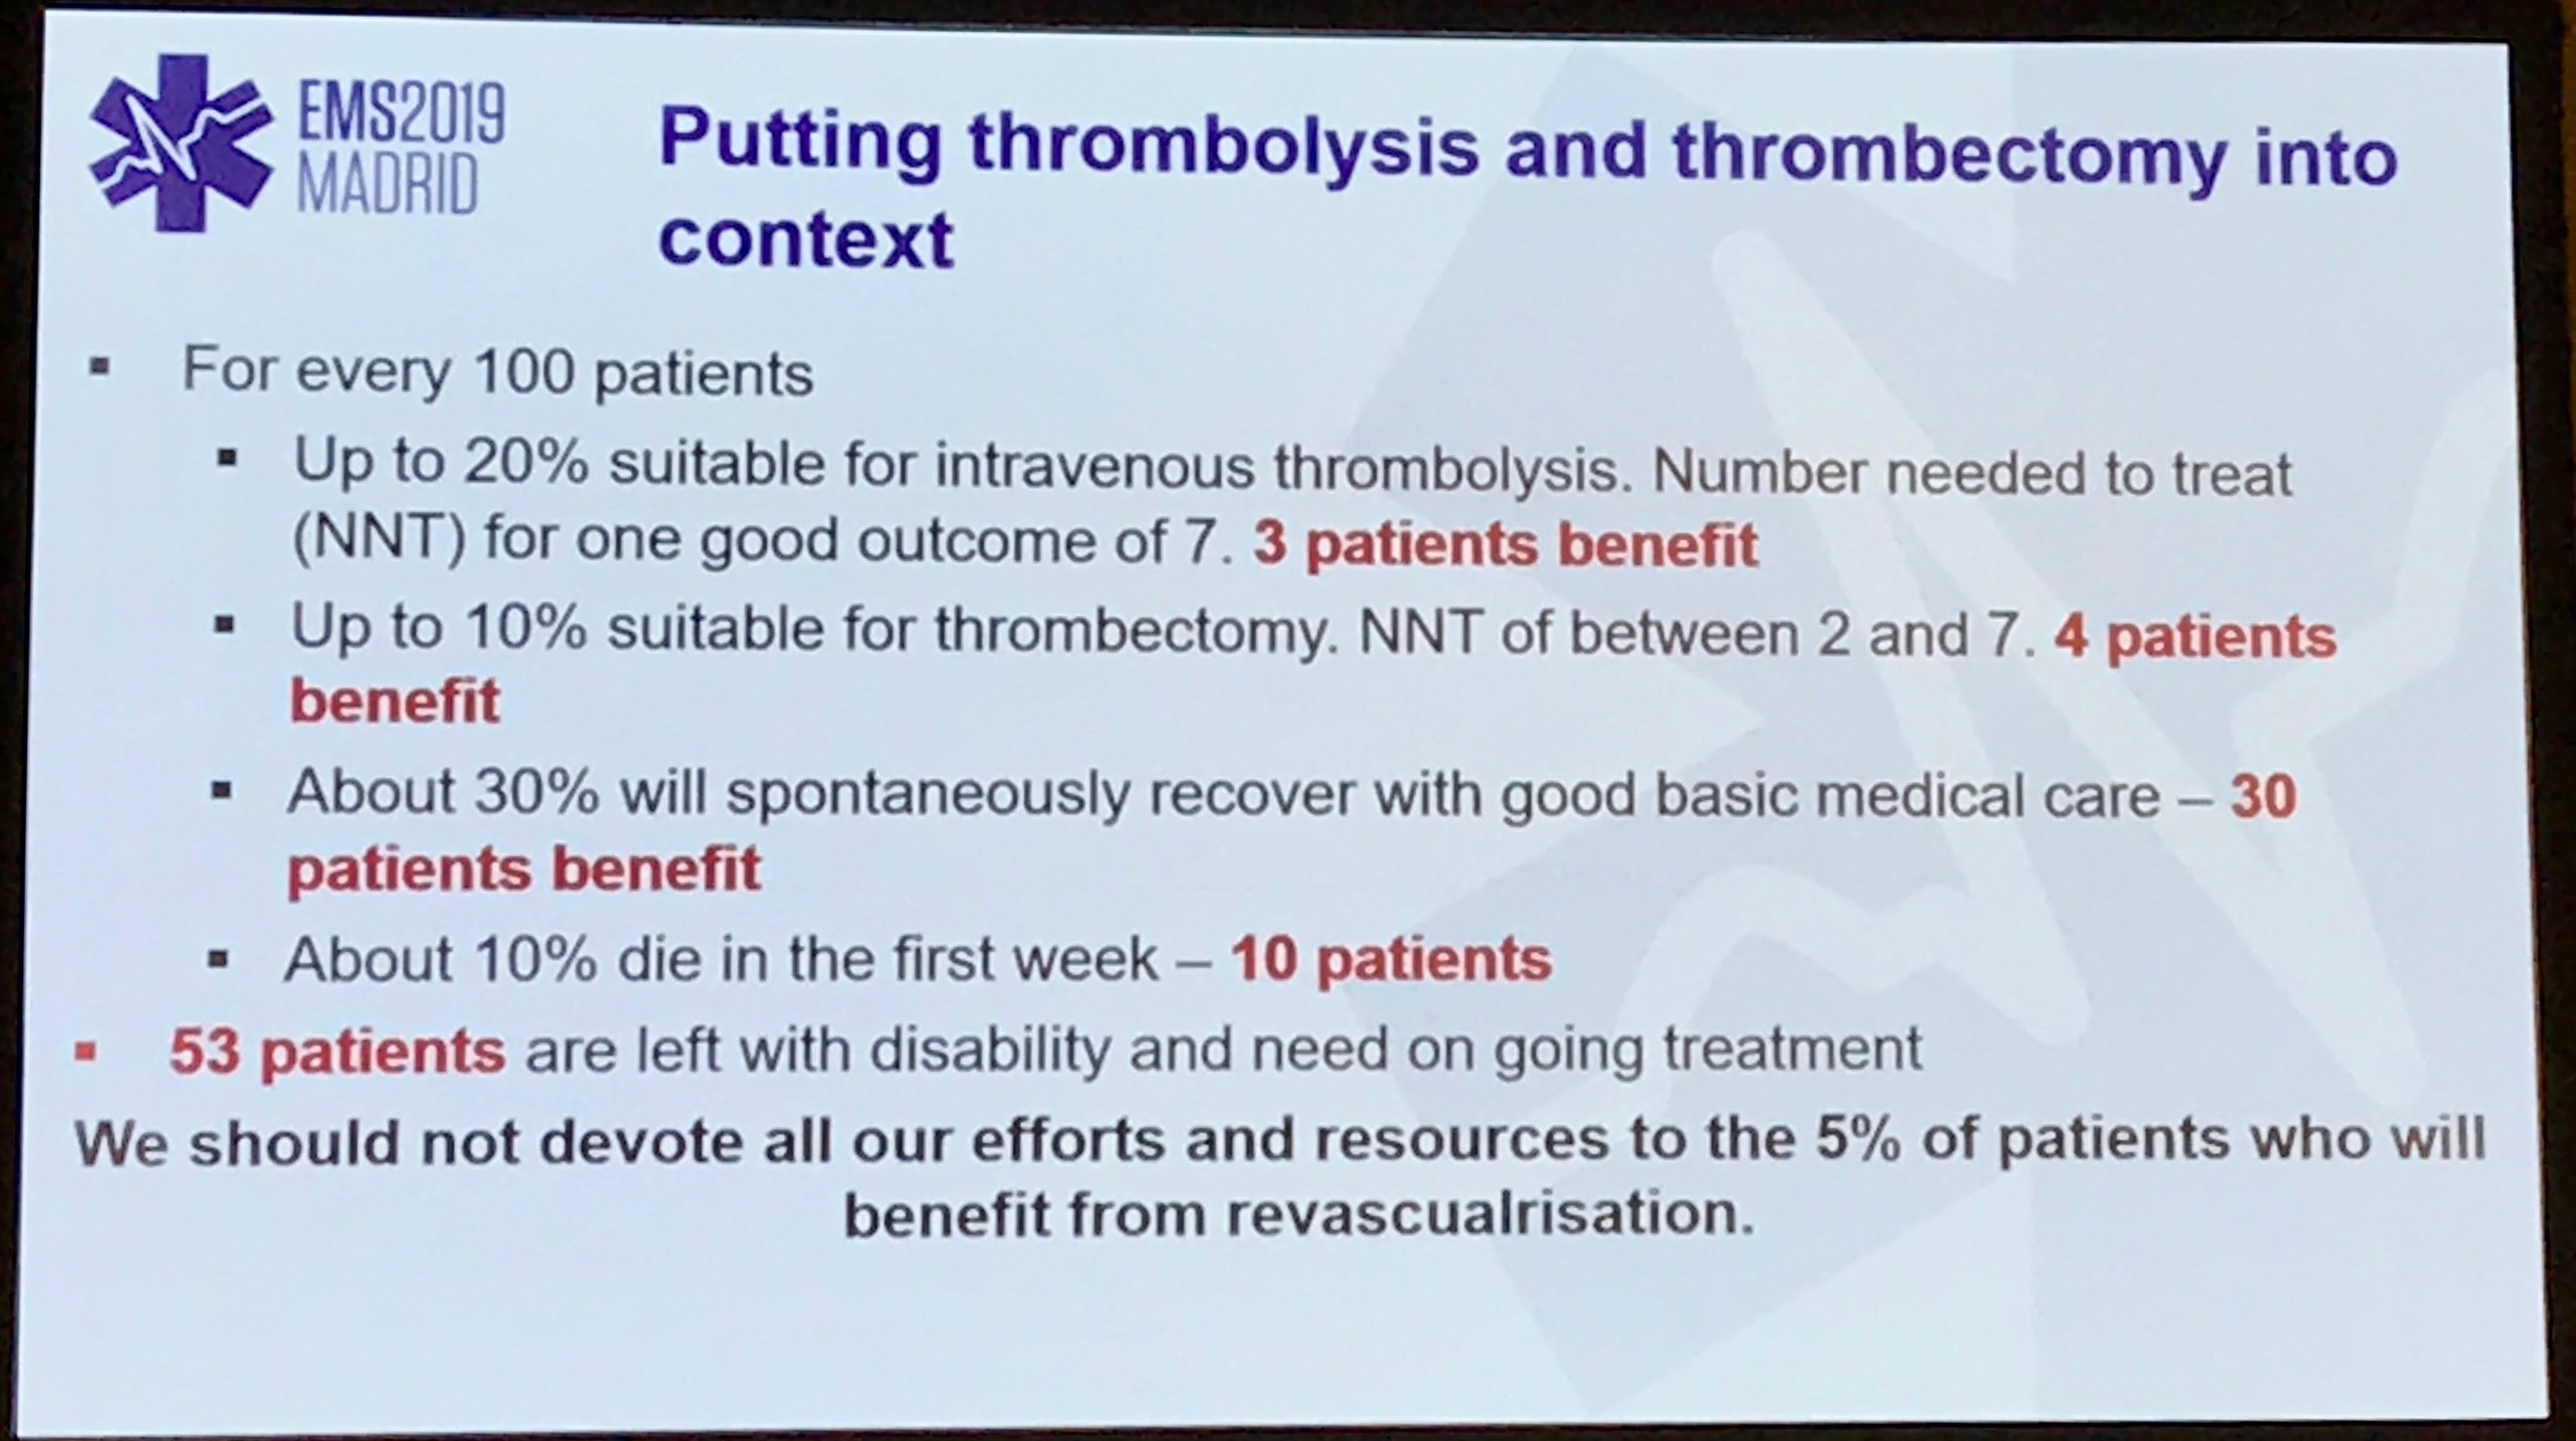 EMS2019
MADRID
Putting thrombolysis and thrombectomy into
context
▪ For every 100 patients
▪ Up to 20% suitable for intravenous thrombolysis. Number needed to treat
(NNT) for one good outcome of 7. 3 patients benefit
▪ Up to 10% suitable for thrombectomy. NNT of between 2 and 7. 4 patients
benefit
▪ About 30% will spontaneously recover with good basic medical care – 30
patients benefit
▪ About 10% die in the first week – 10 patients
▪ 53 patients are left with disability and need on going treatment
We should not devote all our efforts and resources to the 5% of patients who will
benefit from revascualrisation.